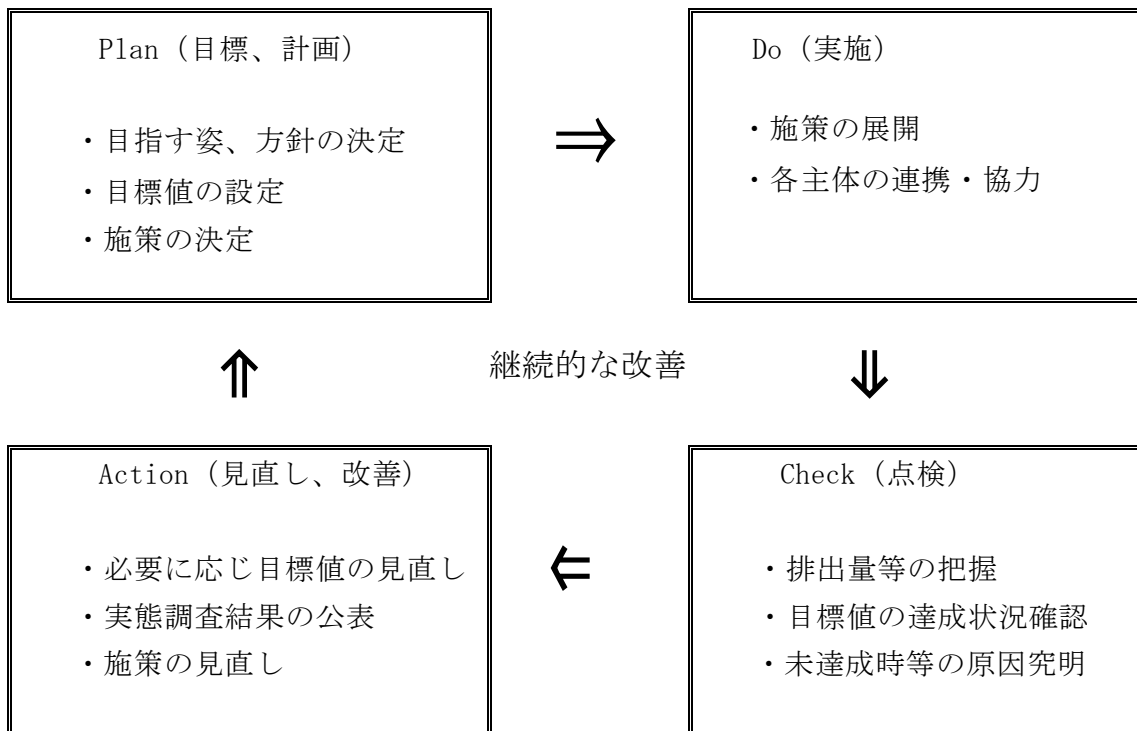 Plan（目標、計画）
・目指す姿、方針の決定
・目標値の設定
・施策の決定
⇒
Do（実施）
・施策の展開
・各主体の連携・協力
⇑
継続的な改善
⇓
Action（見直し、改善）
・必要に応じ目標値の見直し
・実態調査結果の公表
・施策の見直し
⇐
Check（点検）
・排出量等の把握
・目標値の達成状況確認
・未達成時等の原因究明